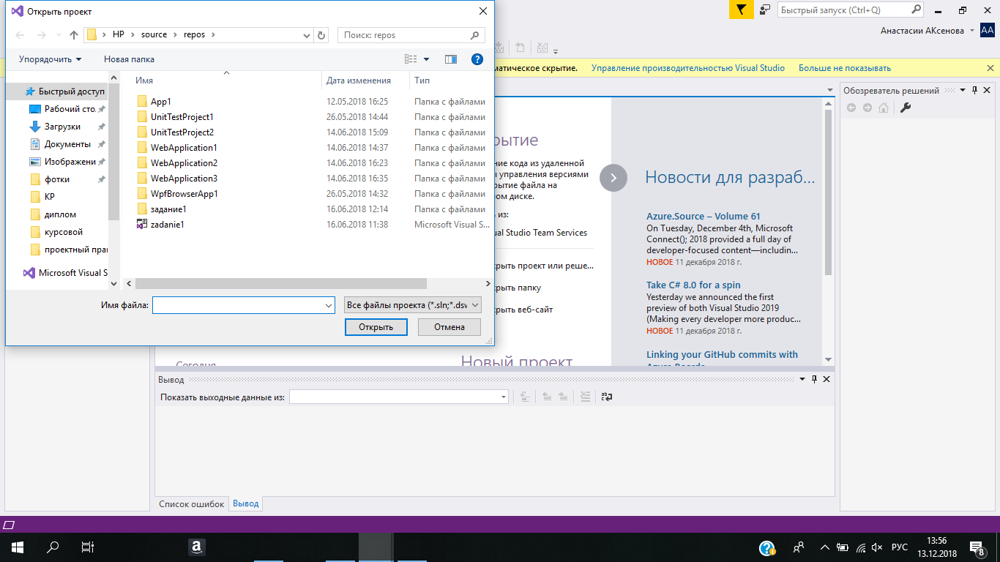 Открыть проект
HP source repos
Поиск: repos
Упорядочить
Новая папка
Быстрый доступ
Рабочий сто.
Загрузки
Документы
Изображени
фотки
КР
диплом
курсовой
проектный пра
Microsoft Visual S
Имя Дата изменения Тип
App1 12.05.2018 16:25 Папка с файлами
UnitTestProject1 26.05.2018 14:44 Папка с файлами
UnitTestProject2 14.06.2018 15:09 Папка с файлами
WebApplication1 14.06.2018 14:37 Папка с файлами
WebApplication2 14.06.2018 16:23 Папка с файлами
WebApplication3 14.06.2018 16:35 Папка с файлами
WpfBrowserApp1 26.05.2018 14:32 Папка с файлами
задание1 16.06.2018 12:14 Папка с файлами
zadanie1 16.06.2018 11:38 Microsoft Visual S...
Имя файла:
Все файлы проекта (*.sln;*.dsw
Открыть
Отмена
Быстрый запуск (Ctrl+Q)
Анастасии АКсенова AA
матическое скрытие. Управление производительностью Visual Studio Больше не показывать
рытие
ние кода из удаленной
ы управления версиями
рытие файла на
ом диске.
ь из:
ual Studio Team Services
крыть проект или реше...
крыть папку
крыть веб-сайт
Сегодня
Новый проект
Новости для разраб...
Azure.Source – Volume 61
On Tuesday, December 4th, Microsoft
Connect(); 2018 provided a full day of
developer-focused content—includin...
НОВОЕ 11 декабря 2018 г.
Take C# 8.0 for a spin
Yesterday we announced the first
preview of both Visual Studio 2019
(Making every developer more produc...
НОВОЕ 11 декабря 2018 г.
Linking your GitHub commits with
Azure Boards
Обозреватель решений
Вывод
Показать выходные данные из:
Список ошибок
Вывод
РУС
13:56
13.12.2018
8